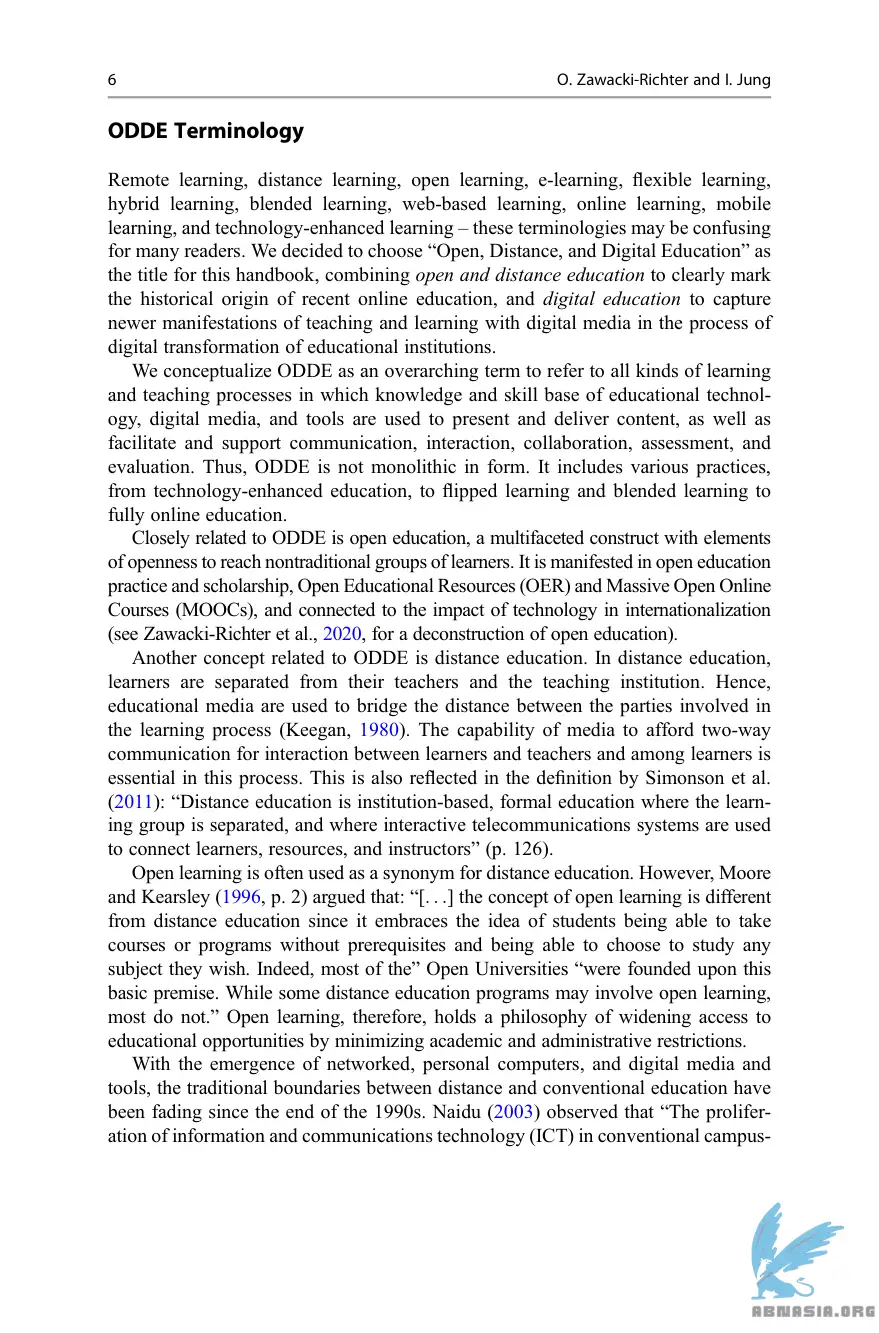 6
O. Zawacki-Richter and I. Jung
ODDE Terminology
Remote learning, distance learning, open learning, e-learning, flexible learning,
hybrid learning, blended learning, web-based learning, online learning, mobile
learning, and technology-enhanced learning – these terminologies may be confusing
for many readers. We decided to choose “Open, Distance, and Digital Education” as
the title for this handbook, combining open and distance education to clearly mark
the historical origin of recent online education, and digital education to capture
newer manifestations of teaching and learning with digital media in the process of
digital transformation of educational institutions.
We conceptualize ODDE as an overarching term to refer to all kinds of learning
and teaching processes in which knowledge and skill base of educational technol-
ogy, digital media, and tools are used to present and deliver content, as well as
facilitate and support communication, interaction, collaboration, assessment, and
evaluation. Thus, ODDE is not monolithic in form. It includes various practices,
from technology-enhanced education, to flipped learning and blended learning to
fully online education.
Closely related to ODDE is open education, a multifaceted construct with elements
of openness to reach nontraditional groups of learners. It is manifested in open education
practice and scholarship, Open Educational Resources (OER) and Massive Open Online
Courses (MOOCs), and connected to the impact of technology in internationalization
(see Zawacki-Richter et al., 2020, for a deconstruction of open education).
Another concept related to ODDE is distance education. In distance education,
learners are separated from their teachers and the teaching institution. Hence,
educational media are used to bridge the distance between the parties involved in
the learning process (Keegan, 1980). The capability of media to afford two-way
communication for interaction between learners and teachers and among learners is
essential in this process. This is also reflected in the definition by Simonson et al.
(2011): “Distance education is institution-based, formal education where the learn-
ing group is separated, and where interactive telecommunications systems are used
to connect learners, resources, and instructors” (p. 126).
Open learning is often used as a synonym for distance education. However, Moore
and Kearsley (1996, p. 2) argued that: “[. . .] the concept of open learning is different
from distance education since it embraces the idea of students being able to take
courses or programs without prerequisites and being able to choose to study any
subject they wish. Indeed, most of the” Open Universities “were founded upon this
basic premise. While some distance education programs may involve open learning,
most do not.” Open learning, therefore, holds a philosophy of widening access to
educational opportunities by minimizing academic and administrative restrictions.
With the emergence of networked, personal computers, and digital media and
tools, the traditional boundaries between distance and conventional education have
been fading since the end of the 1990s. Naidu (2003) observed that “The prolifer-
ation of information and communications technology (ICT) in conventional campus-
ABNASIA.ORG